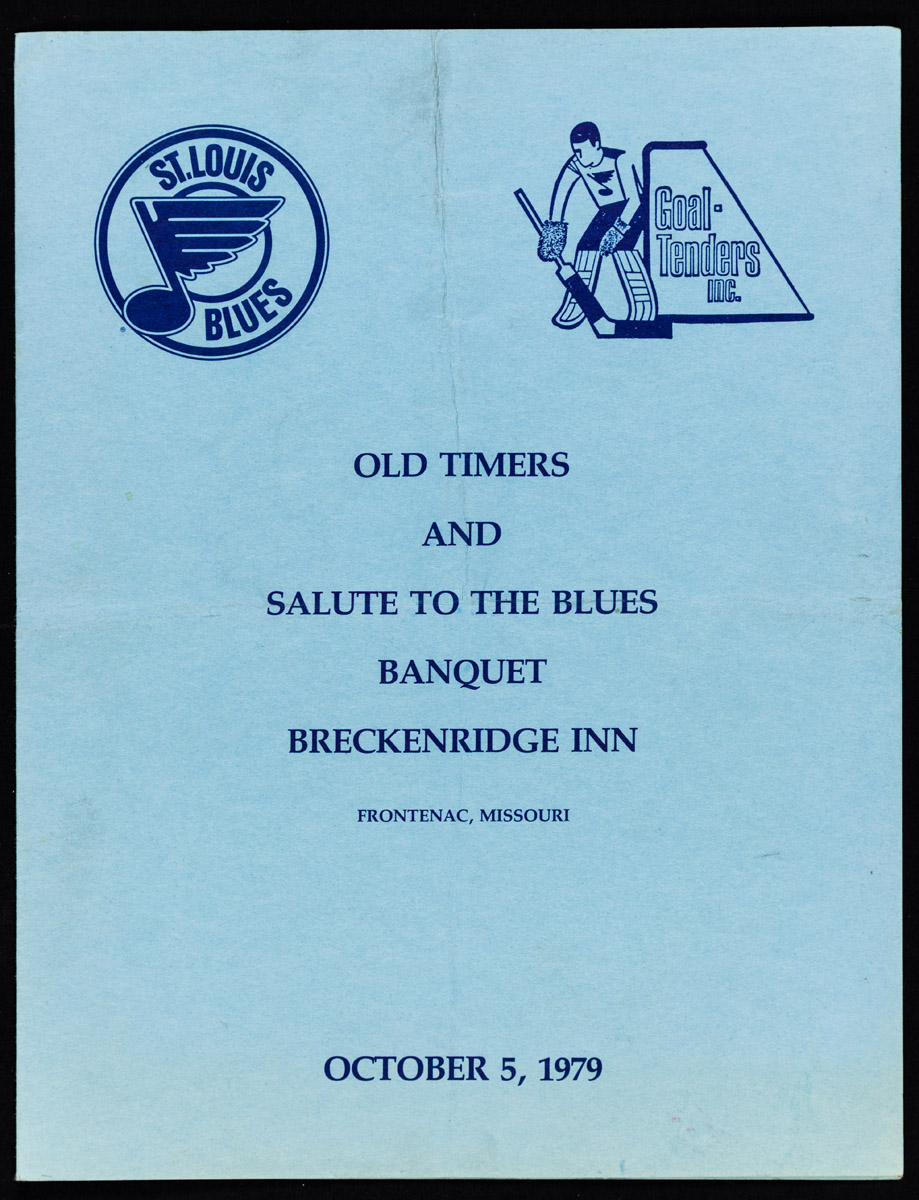 ST. LOUIS
BLUES
Goal-
Tenders
INC.
OLD TIMERS
AND
SALUTE TO THE BLUES
BANQUET
BRECKENRIDGE INN
FRONTENAC, MISSOURI
OCTOBER 5, 1979